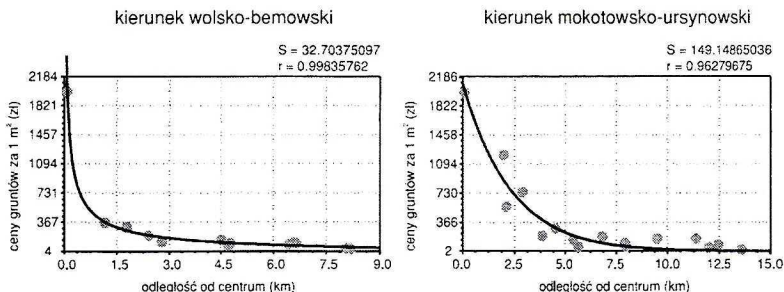 kierunek wolsko-bemowski
S = 32.70375097
r = 0.99835762
ceny gruntów za 1 m² (zł)
2184
1821
1457
1094
731
367
4
0.0 1.5 3.0 4.5 6.0 7.5 9.0
odległość od centrum (km)
kierunek mokotowsko-ursynowski
S = 149.14865036
r = 0.96279675
ceny gruntów za 1 m² (zł)
2186
1822
1458
1094
730
366
2
0.0 2.5 5.0 7.5 10.0 12.5 15.0
odległość od centrum (km)